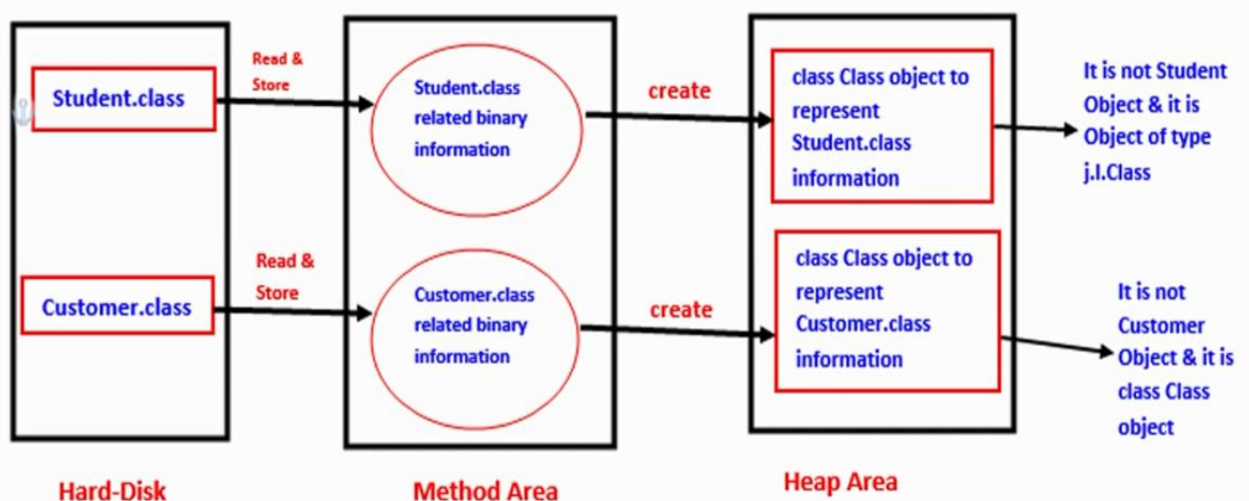 Student.class
Read &
Store
Student.class
related binary
information
create
class Class object to
represent
Student.class
information
It is not Student
Object & it is
Object of type
j.l.Class
Customer.class
Read &
Store
Customer.class
related binary
information
create
class Class object to
represent
Customer.class
information
It is not
Customer
Object & it is
class Class
object
Hard-Disk
Method Area
Heap Area